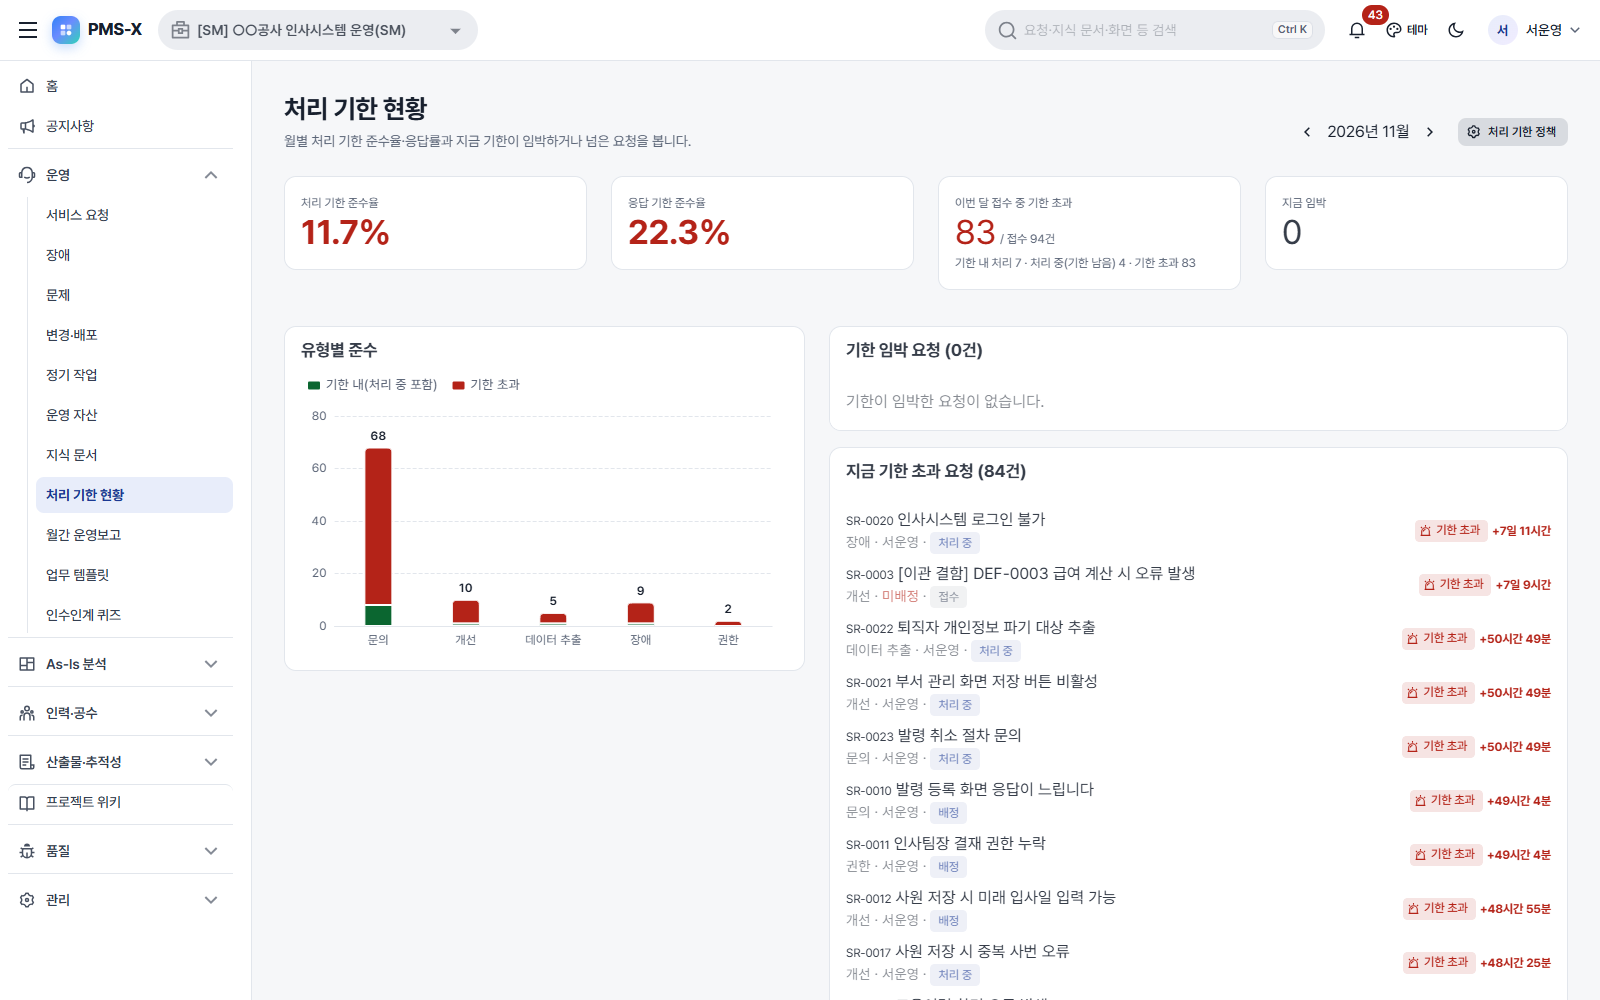 PMS-X
[SM] 〇〇공사 인사시스템 운영(SM)
요청·지식 문서·화면 등 검색
Ctrl K
43
테마
서
서운영
홈
공지사항
운영
서비스 요청
장애
문제
변경·배포
정기 작업
운영 자산
지식 문서
처리 기한 현황
월간 운영보고
업무 템플릿
인수인계 퀴즈
As-Is 분석
인력·공수
산출물·추적성
프로젝트 위키
품질
관리
처리 기한 현황
월별 처리 기한 준수율·응답률과 지금 기한이 임박하거나 넘은 요청을 봅니다.
2026년 11월
처리 기한 정책
처리 기한 준수율
11.7%
응답 기한 준수율
22.3%
이번 달 접수 중 기한 초과
83 / 접수 94건
기한 내 처리 7 · 처리 중(기한 남음) 4 · 기한 초과 83
지금 임박
0
유형별 준수
기한 내(처리 중 포함) 기한 초과
80
60
40
20
0
68
10
5
9
2
문의 개선 데이터 추출 장애 권한
기한 임박 요청 (0건)
기한이 임박한 요청이 없습니다.
지금 기한 초과 요청 (84건)
SR-0020 인사시스템 로그인 불가
장애 · 서운영 · 처리 중
기한 초과 +7일 11시간
SR-0003 [이관 결함] DEF-0003 급여 계산 시 오류 발생
개선 · 미배정 · 접수
기한 초과 +7일 9시간
SR-0022 퇴직자 개인정보 파기 대상 추출
데이터 추출 · 서운영 · 처리 중
기한 초과 +50시간 49분
SR-0021 부서 관리 화면 저장 버튼 비활성
개선 · 서운영 · 처리 중
기한 초과 +50시간 49분
SR-0023 발령 취소 절차 문의
문의 · 서운영 · 처리 중
기한 초과 +50시간 49분
SR-0010 발령 등록 화면 응답이 느립니다
문의 · 서운영 · 배정
기한 초과 +49시간 4분
SR-0011 인사팀장 결재 권한 누락
권한 · 서운영 · 배정
기한 초과 +49시간 4분
SR-0012 사원 저장 시 미래 입사일 입력 가능
개선 · 서운영 · 배정
기한 초과 +48시간 55분
SR-0017 사원 저장 시 중복 사번 오류
개선 · 서운영 · 처리 중
기한 초과 +48시간 25분